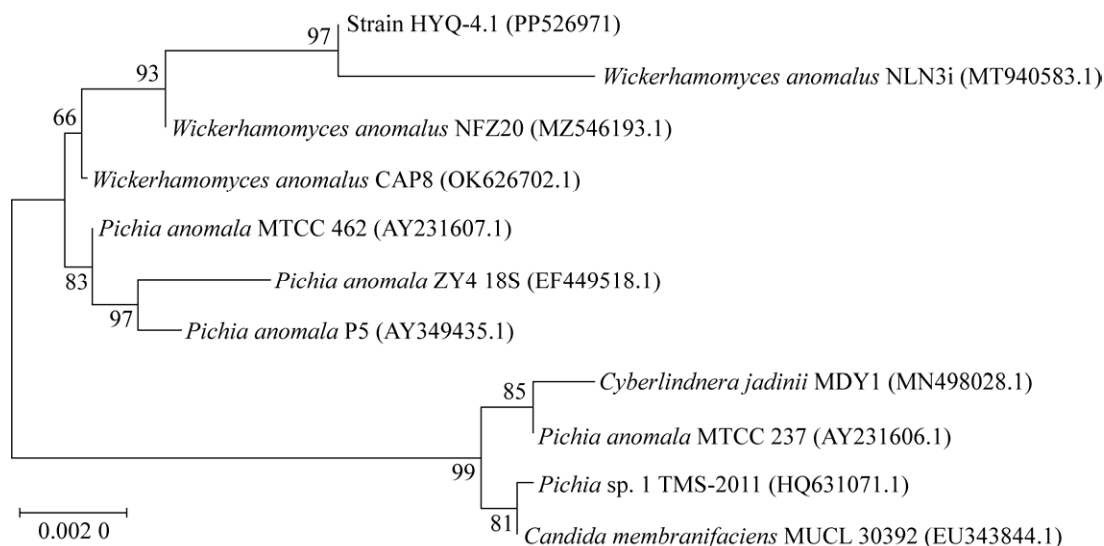 Strain HYQ-4.1 (PP526971)
97
Wickerhamomyces anomalus NLN3i (MT940583.1)
93
Wickerhamomyces anomalus NFZ20 (MZ546193.1)
66
Wickerhamomyces anomalus CAP8 (OK626702.1)
Pichia anomala MTCC 462 (AY231607.1)
83
Pichia anomala ZY4 18S (EF449518.1)
97
Pichia anomala P5 (AY349435.1)
Cyberlindnera jadinii MDY1 (MN498028.1)
85
Pichia anomala MTCC 237 (AY231606.1)
99
Pichia sp. 1 TMS-2011 (HQ631071.1)
81
Candida membranifaciens MUCL 30392 (EU343844.1)
0.002 0